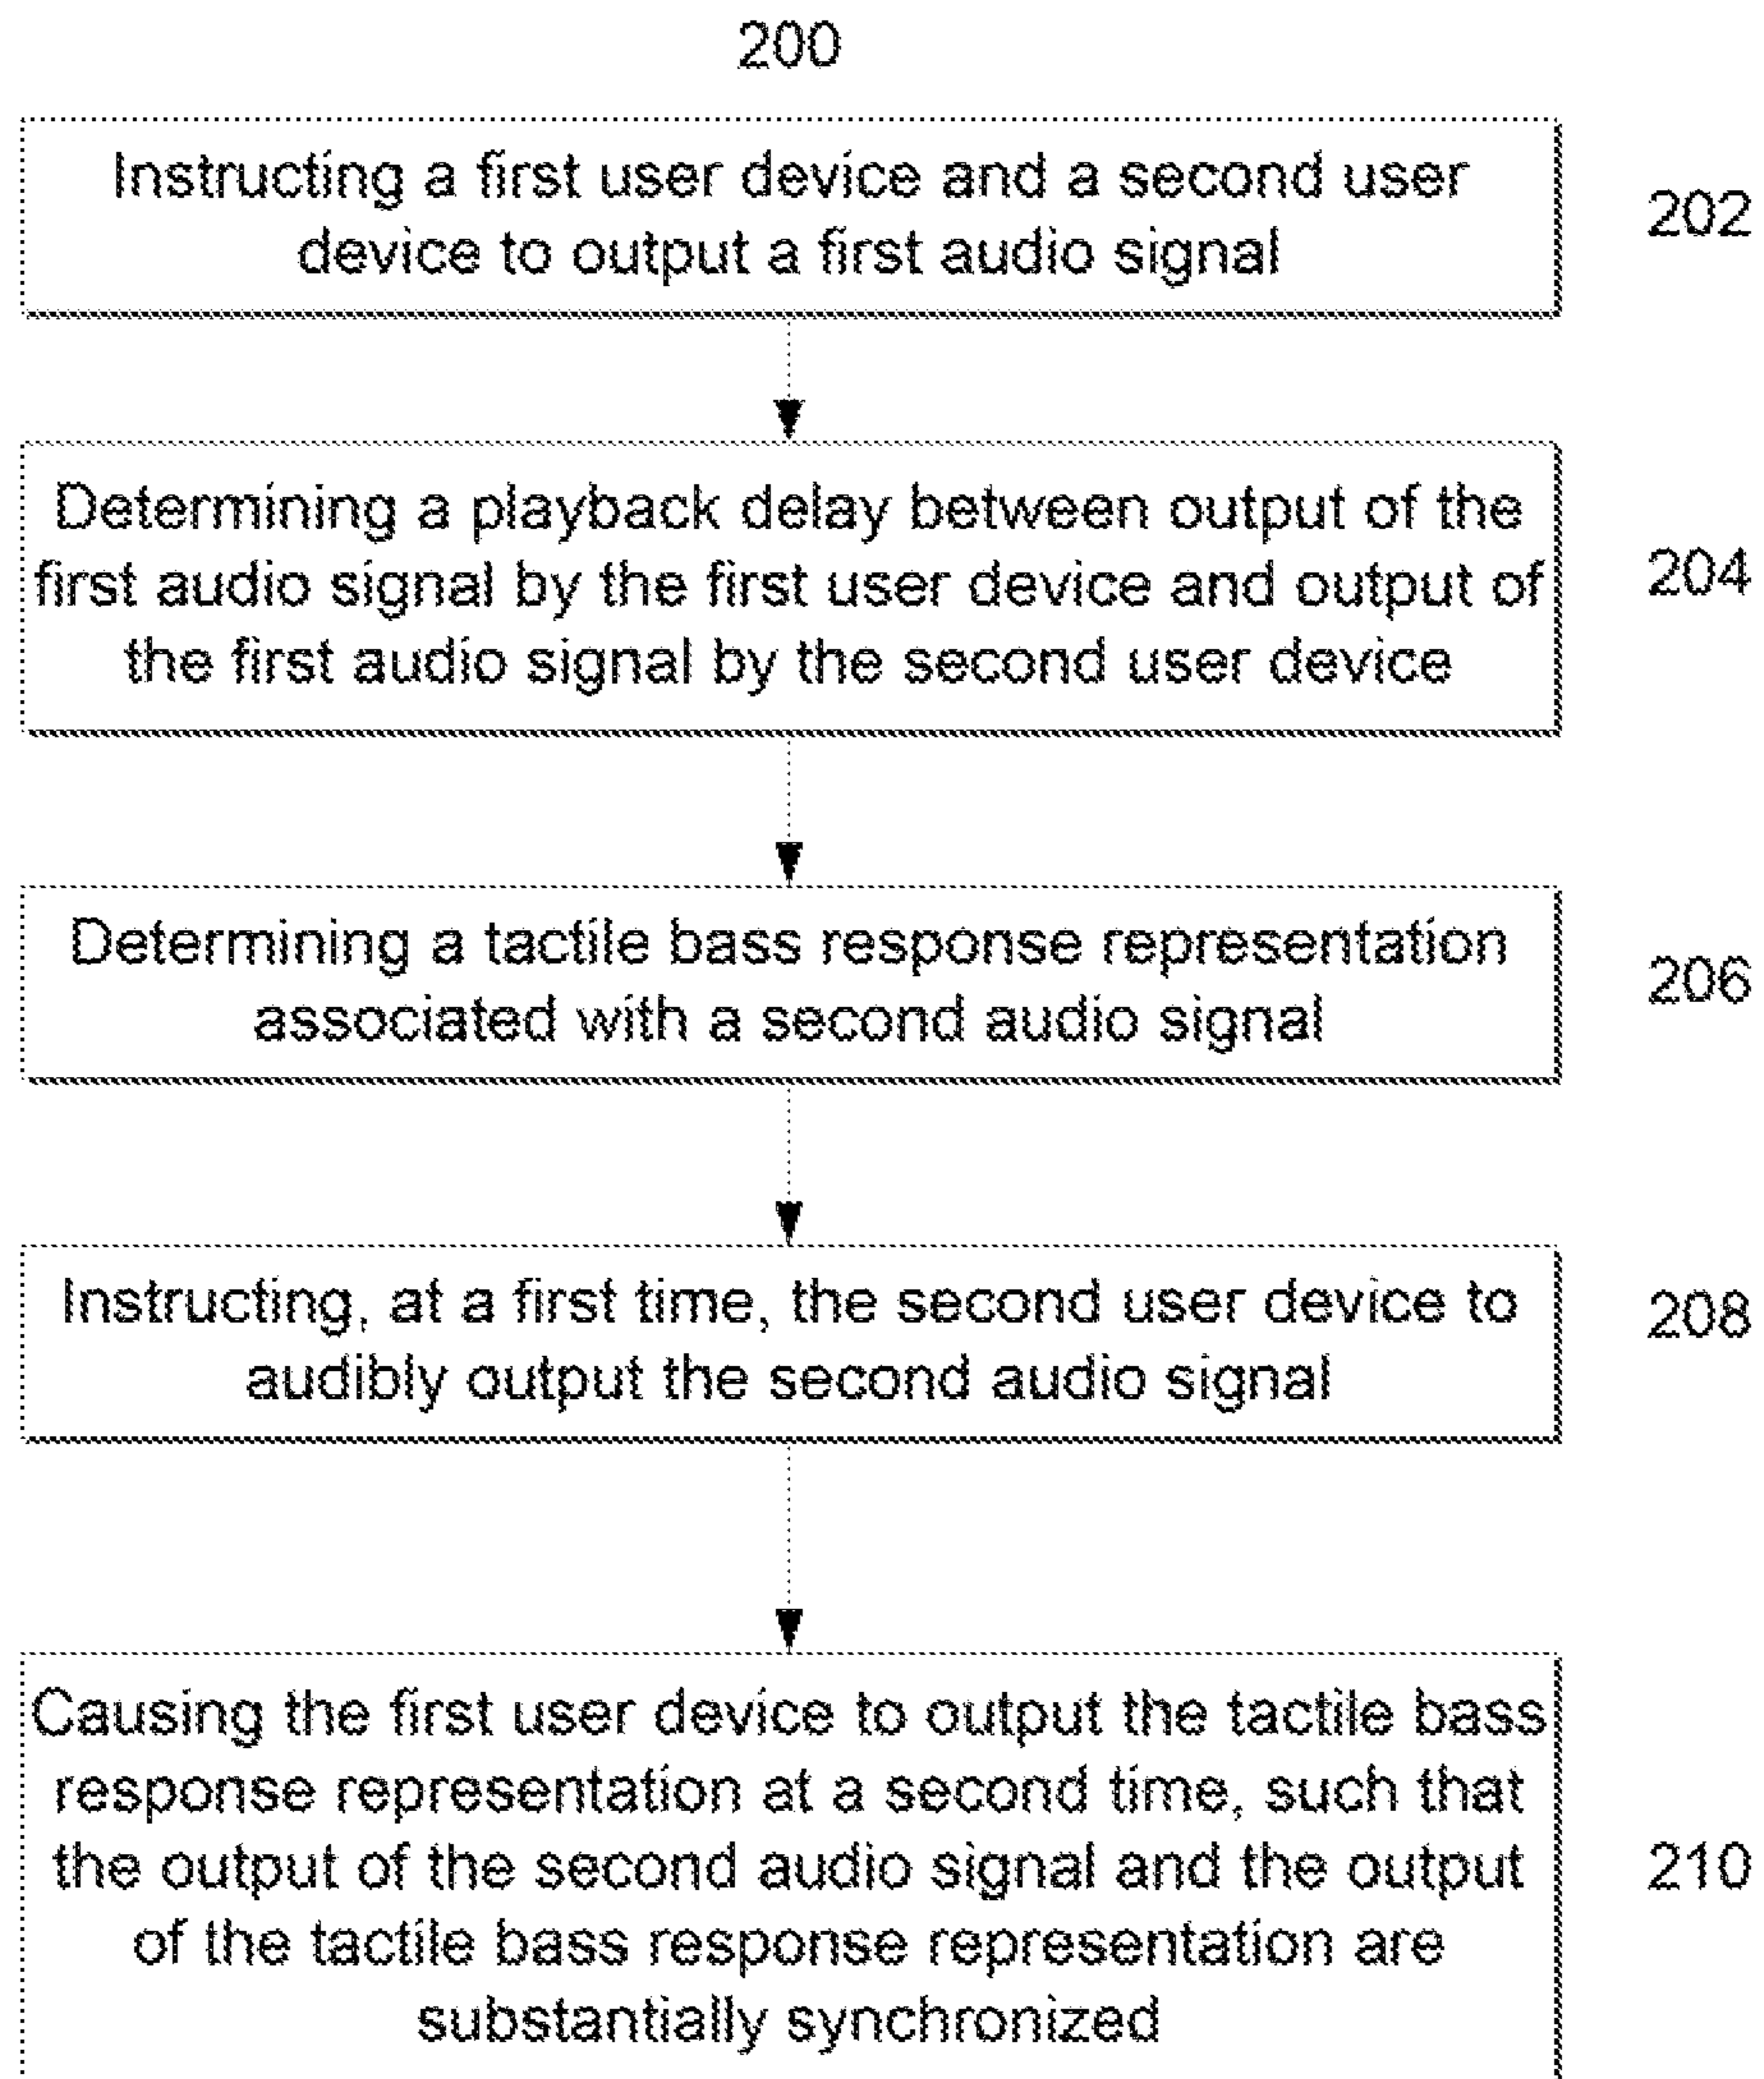 200
Instructing a first user device and a second user
device to output a first audio signal
202
Determining a playback delay between output of the
first audio signal by the first user device and output of
the first audio signal by the second user device
204
Determining a tactile bass response representation
associated with a second audio signal
206
Instructing, at a first time, the second user device to
audibly output the second audio signal
208
Causing the first user device to output the tactile bass
response representation at a second time, such that
the output of the second audio signal and the output
of the tactile bass response representation are
substantially synchronized
210